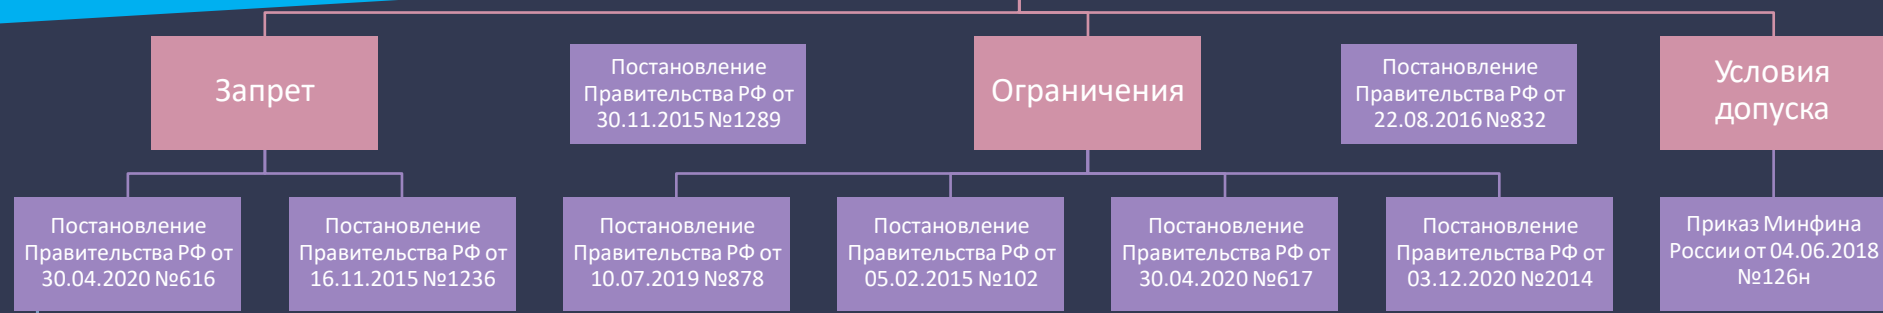 Запрет
Постановление
Правительства РФ от
30.11.2015 №1289
Ограничения
Постановление
Правительства РФ от
22.08.2016 №832
Условия
допуска
Постановление
Правительства РФ от
30.04.2020 №616
Постановление
Правительства РФ от
16.11.2015 №1236
Постановление
Правительства РФ от
10.07.2019 №878
Постановление
Правительства РФ от
05.02.2015 №102
Постановление
Правительства РФ от
30.04.2020 №617
Постановление
Правительства РФ от
03.12.2020 №2014
Приказ Минфина
России от 04.06.2018
№126н